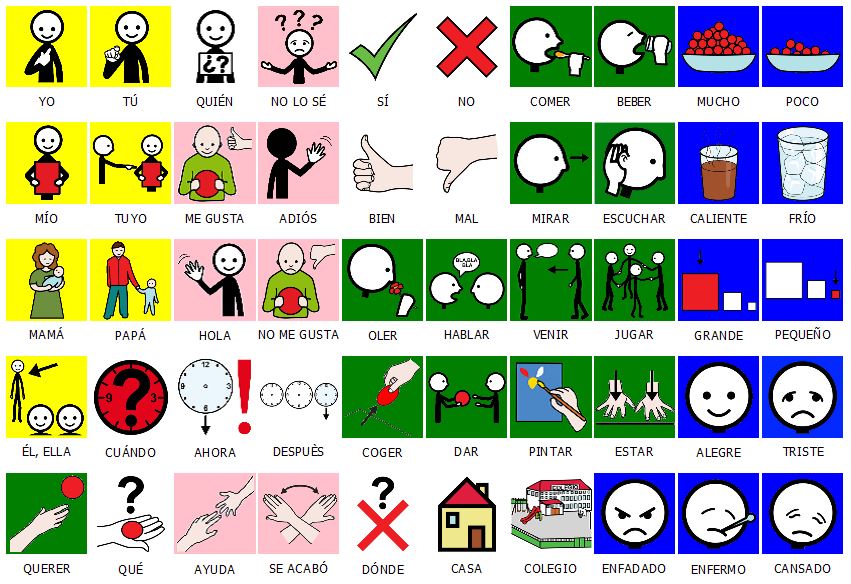 YO TÚ QUIÉN NO LO SÉ SÍ NO COMER BEBER MUCHO POCO
¿?
MÍO TUYO ME GUSTA ADIÓS BIEN MAL MIRAR ESCUCHAR CALIENTE FRÍO
BLA,BLA
BLA
MAMÁ PAPÁ HOLA NO ME GUSTA OLER HABLAR VENIR JUGAR GRANDE PEQUEÑO
ÉL, ELLA CUÁNDO AHORA DESPUÈS COGER DAR PINTAR ESTAR ALEGRE TRISTE
COLEGIO
QUERER QUÉ AYUDA SE ACABÓ DÓNDE CASA COLEGIO ENFADADO ENFERMO CANSADO